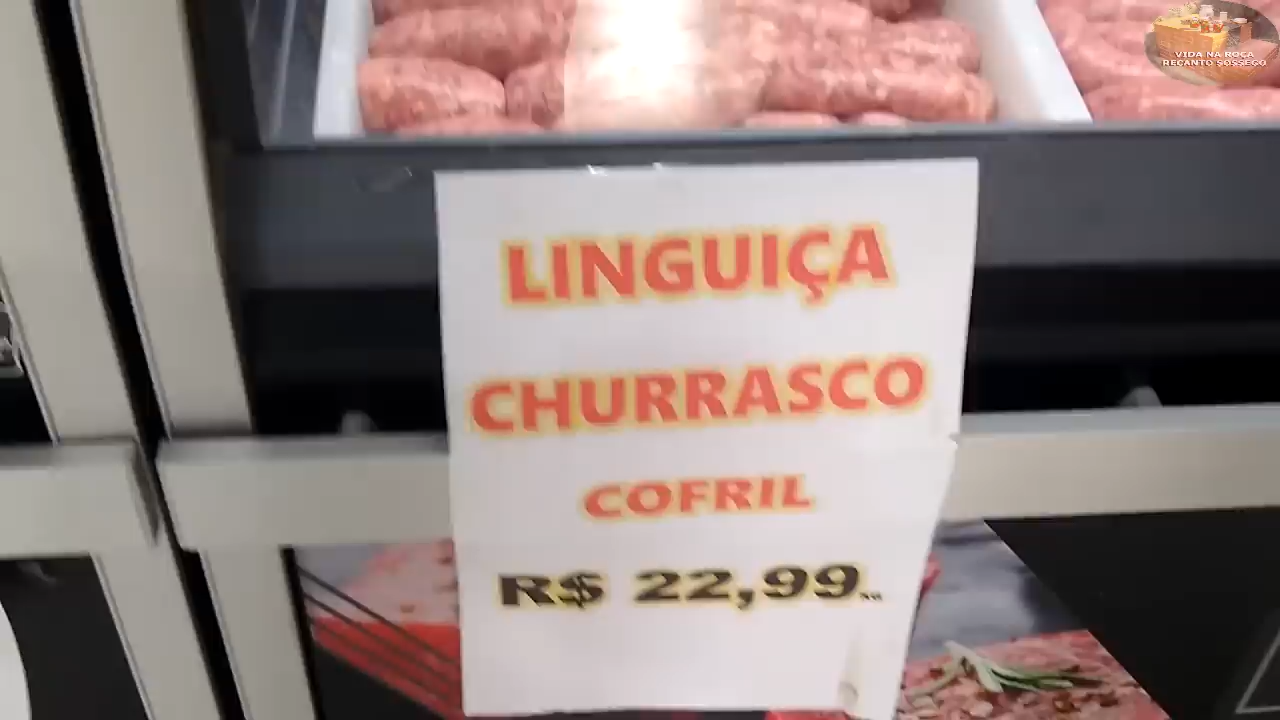 VIDA NA ROÇA
RECANTO SOSSEGO
LINGUIÇA
CHURRASCO
COFRIL
R$ 22,99